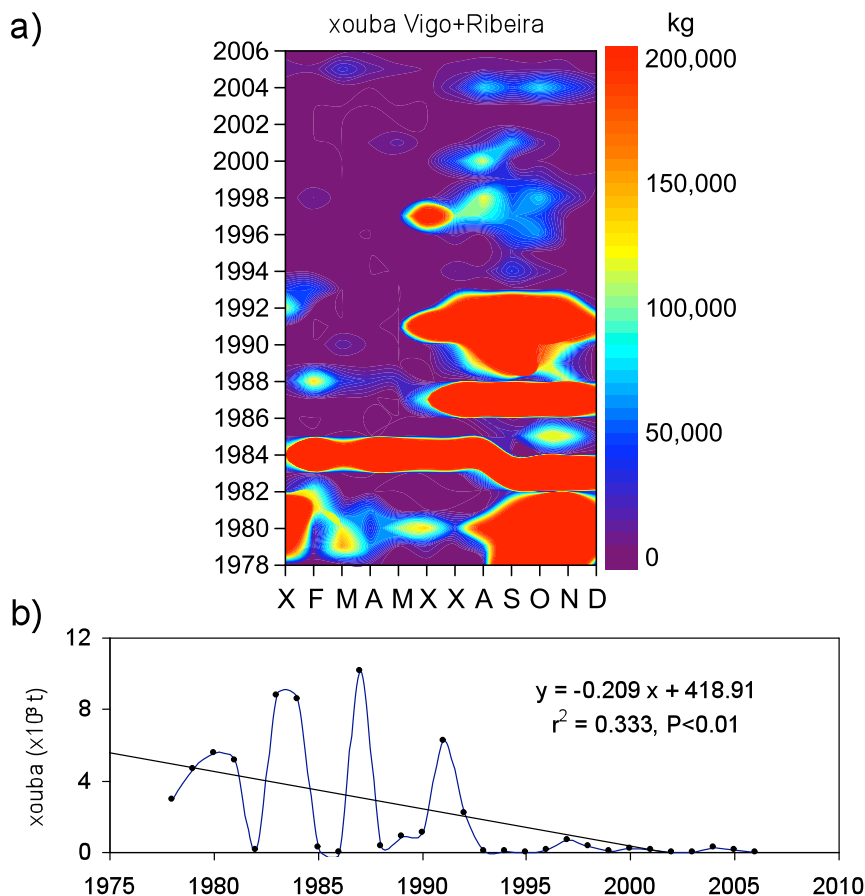 a)
xouba Vigo+Ribeira
kg
2006
2004
2002
2000
1998
1996
1994
1992
1990
1988
1986
1984
1982
1980
1978
X F M A M X X A S O N D
200,000
150,000
100,000
50,000
0
b)
xouba (x10³ t)
12
8
4
0
y = -0.209 x + 418.91
r² = 0.333, P<0.01
1975 1980 1985 1990 1995 2000 2005 2010